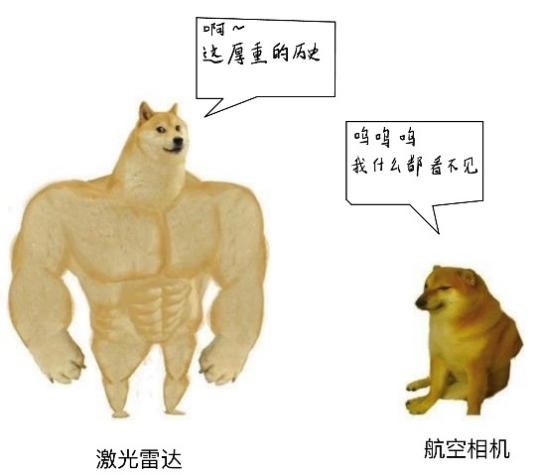 啊～
这厚重的历史
呜呜呜
我什么都看不见
激光雷达
航空相机